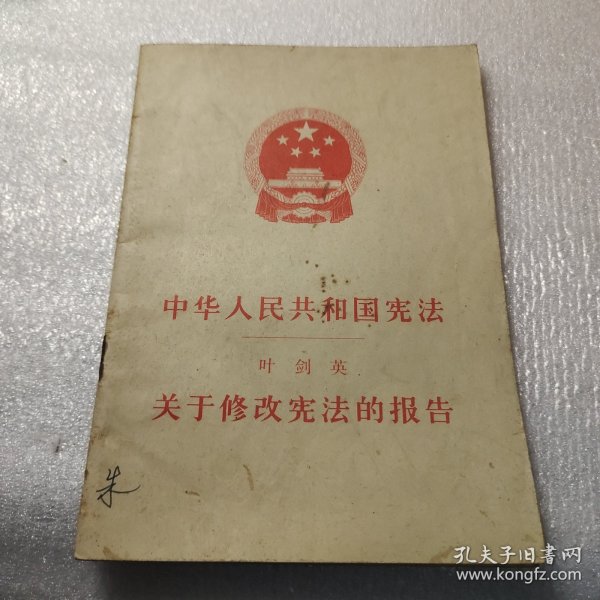 中华人民共和国宪法
叶剑英
关于修改宪法的报告
朱
孔夫子旧書网
www.kongfz.com